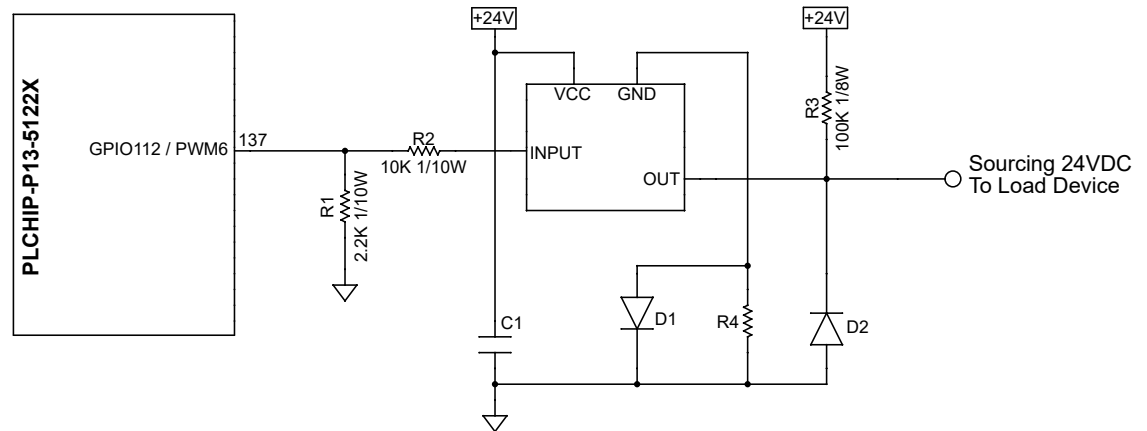 +24V
+24V
PLCHIP-P13-5122X
GPIO112 / PWM6
137
R1
2.2K 1/10W
R2
10K 1/10W
VCC
GND
INPUT
OUT
R3
100K 1/8W
Sourcing 24VDC
To Load Device
C1
D1
R4
D2